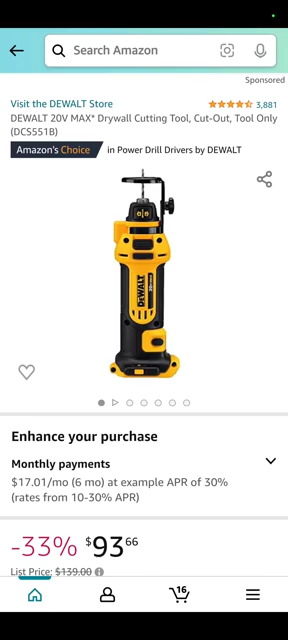 Search Amazon
Sponsored
Visit the DEWALT Store
3,881
DEWALT 20V MAX* Drywall Cutting Tool, Cut-Out, Tool Only
(DCS551B)
Amazon's Choice
in Power Drill Drivers by DEWALT
DEWALT
Enhance your purchase
Monthly payments
$17.01/mo (6 mo) at example APR of 30%
(rates from 10-30% APR)
-33% $93 66
List Price: $139.00
16